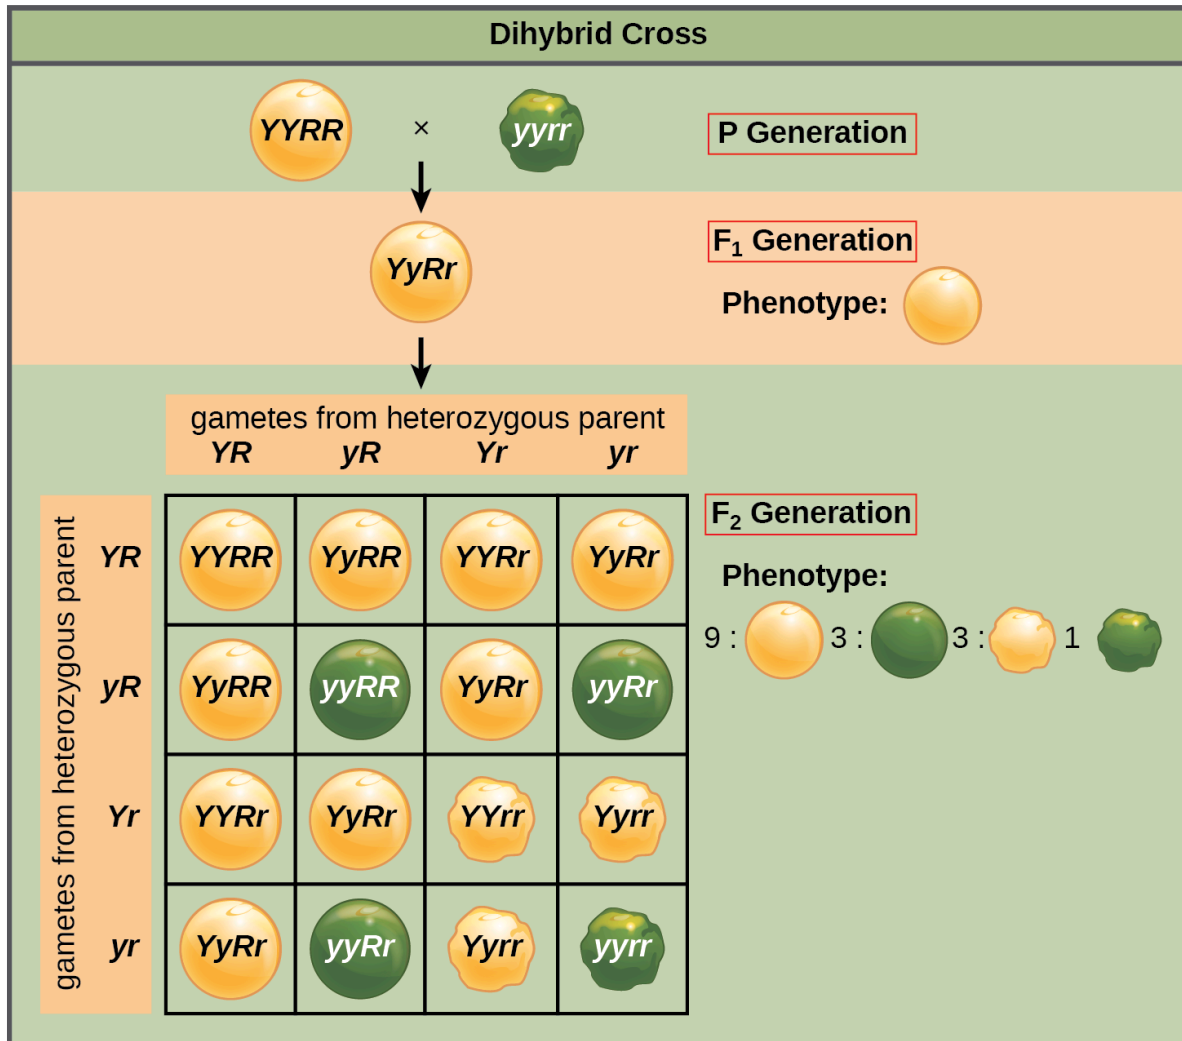 Dihybrid Cross
YYRR × yyrr P Generation
YyRr F₁ Generation
Phenotype:
gametes from heterozygous parent
YR yR Yr yr
gametes from heterozygous parent
F₂ Generation
Phenotype:
9 : 3 : 3 : 1
YR YYRR YyRR YYRr YyRr
yR YyRR yyRR YyRr yyRr
Yr YYRr YyRr YYrr Yyrr
yr YyRr yyRr Yyrr yyrr